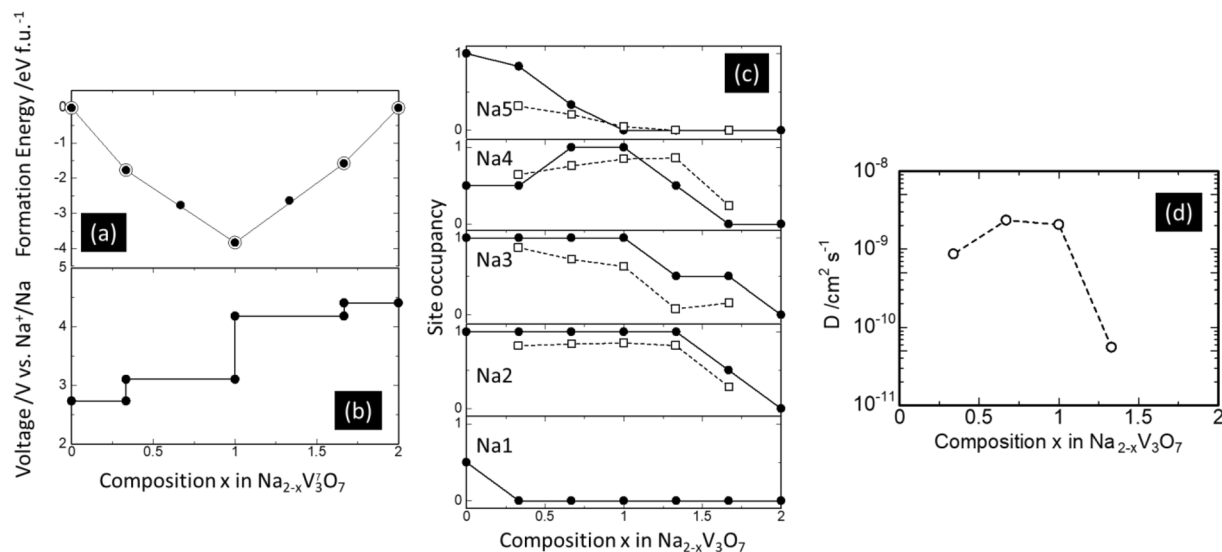 Formation Energy /eV f.u.⁻¹
0
-1
-2
-3
-4
(a)
Voltage /V vs. Na⁺/Na
5
4
3
2
(b)
0
0.5
1
1.5
2
Composition x in Na₂₋ₓV₃⁷O₇
Site occupancy
1
0
Na5
(c)
1
0
Na4
1
0
Na3
1
0
Na2
1
0
Na1
0
0.5
1
1.5
2
Composition x in Na₂₋ₓV₃O₇
D /cm² s⁻¹
10⁻⁸
10⁻⁹
10⁻¹⁰
10⁻¹¹
(d)
0
0.5
1
1.5
2
Composition x in Na₂₋ₓV₃O₇